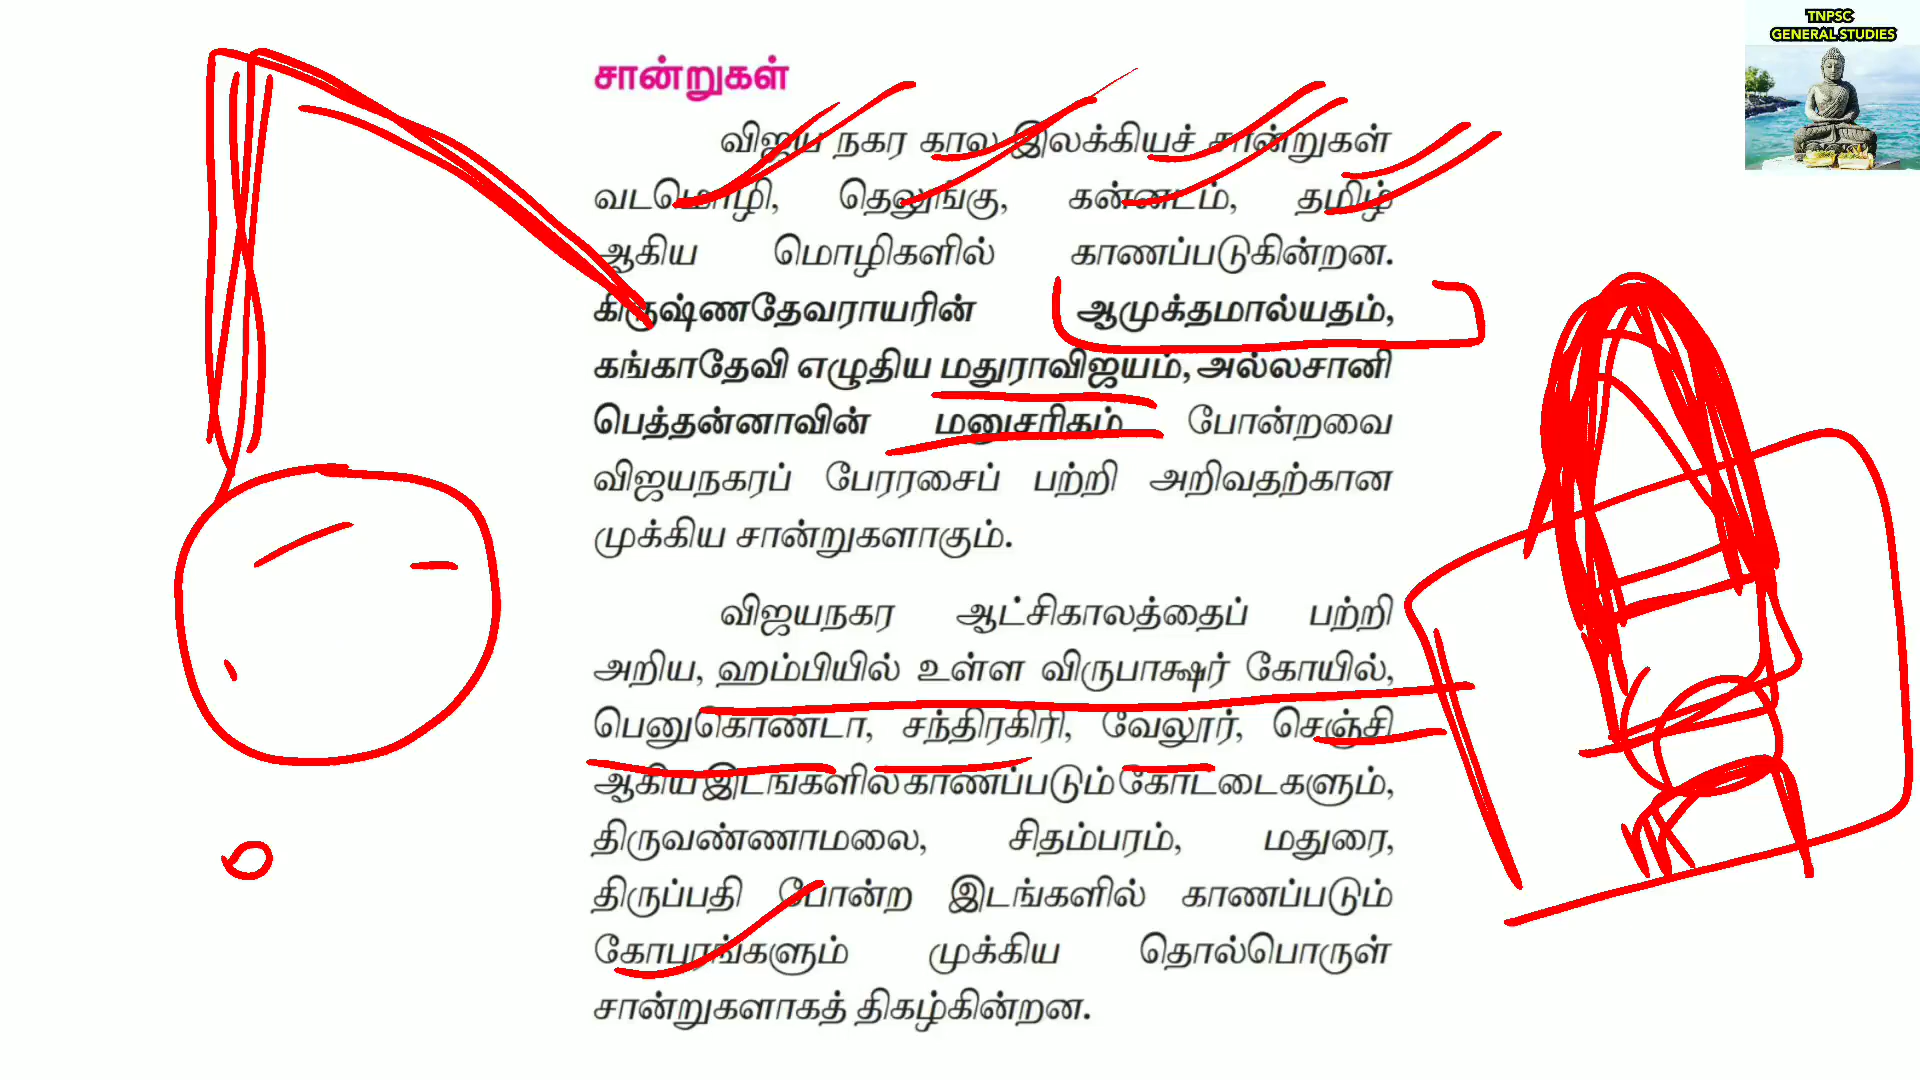 TNPSC
GENERAL STUDIES
சான்றுகள்
விஜய நகர கால இலக்கியச் சான்றுகள்
வடமொழி, தெலுங்கு, கன்னடம், தமிழ்
ஆகிய மொழிகளில் காணப்படுகின்றன.
கிருஷ்ணதேவராயரின் ஆமுக்தமால்யதம்,
கங்காதேவி எழுதிய மதுராவிஜயம், அல்லசானி
பெத்தன்னாவின் மனுசரிதம் போன்றவை
விஜயநகரப் பேரரசைப் பற்றி அறிவதற்கான
முக்கிய சான்றுகளாகும்.
விஜயநகர ஆட்சிகாலத்தைப் பற்றி
அறிய, ஹம்பியில் உள்ள விருபாக்ஷர் கோயில்,
பெனுகொண்டா, சந்திரகிரி, வேலூர், செஞ்சி
ஆகிய இடங்களில் காணப்படும் கோட்டைகளும்,
திருவண்ணாமலை, சிதம்பரம், மதுரை,
திருப்பதி போன்ற இடங்களில் காணப்படும்
கோபுரங்களும் முக்கிய தொல்பொருள்
சான்றுகளாகத் திகழ்கின்றன.